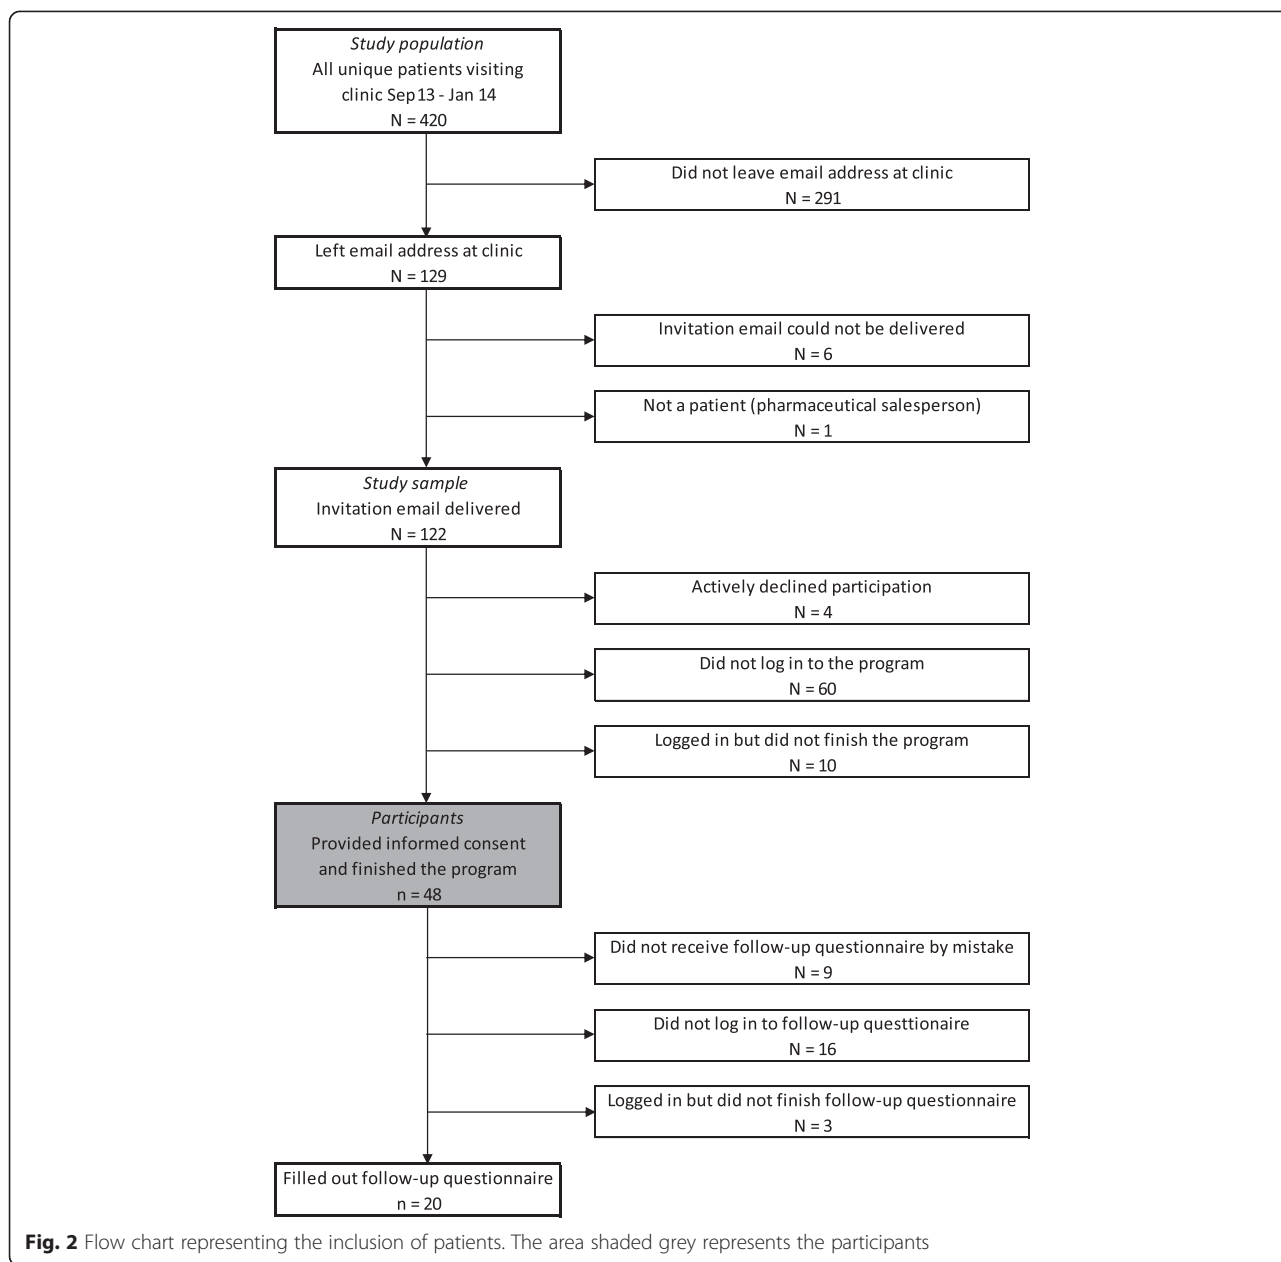 Study population
All unique patients visiting
clinic Sep13 - Jan 14
N = 420
Did not leave email address at clinic
N = 291
Left email address at clinic
N = 129
Invitation email could not be delivered
N = 6
Not a patient (pharmaceutical salesperson)
N = 1
Study sample
Invitation email delivered
N = 122
Actively declined participation
N = 4
Did not log in to the program
N = 60
Logged in but did not finish the program
N = 10
Participants
Provided informed consent
and finished the program
n = 48
Did not receive follow-up questionnaire by mistake
N = 9
Did not log in to follow-up questtionaire
N = 16
Logged in but did not finish follow-up questionnaire
N = 3
Filled out follow-up questionnaire
n = 20
Fig. 2 Flow chart representing the inclusion of patients. The area shaded grey represents the participants